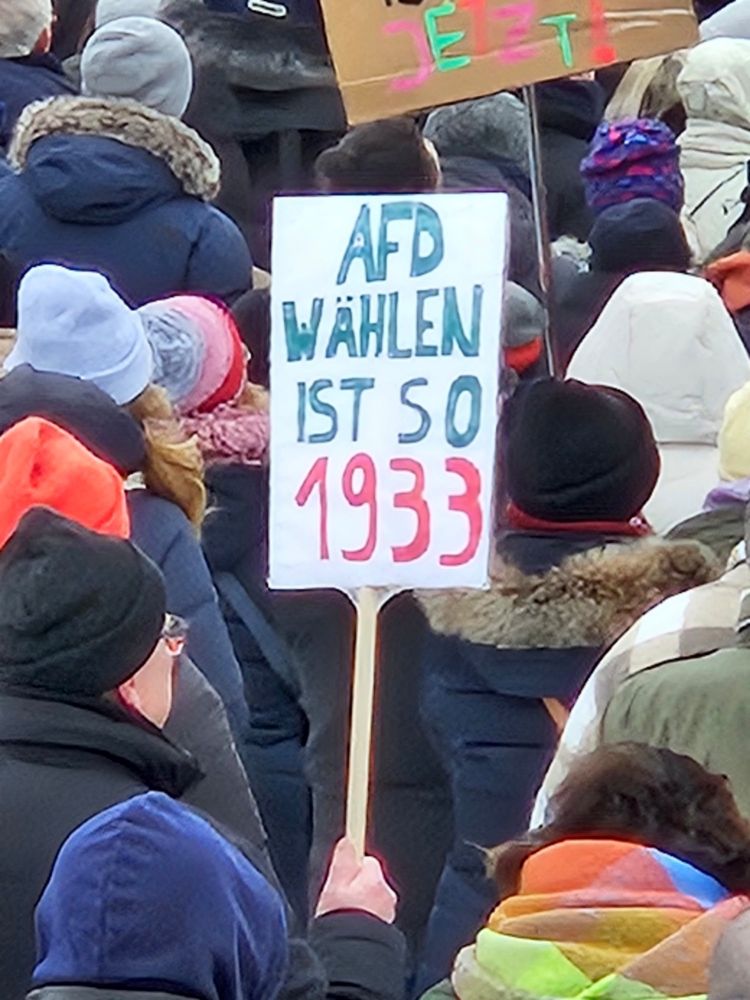 JETZT!
AFD
WÄHLEN
IST SO
1933